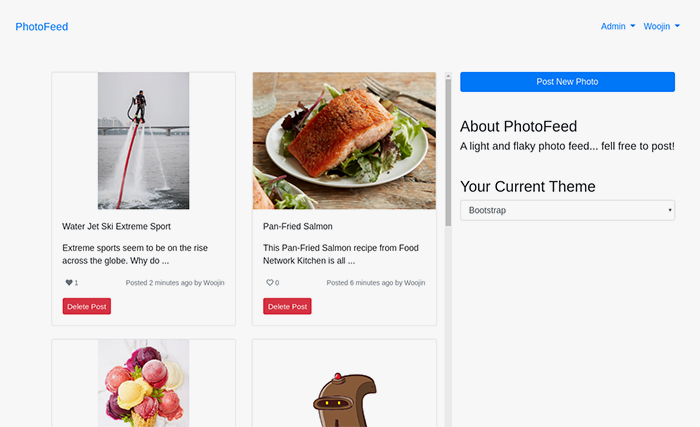 PhotoFeed
Admin
Woojin
Post New Photo
About PhotoFeed
A light and flaky photo feed... fell free to post!
Your Current Theme
Bootstrap
Water Jet Ski Extreme Sport
Extreme sports seem to be on the rise
across the globe. Why do ...
1
Posted 2 minutes ago by Woojin
Delete Post
Pan-Fried Salmon
This Pan-Fried Salmon recipe from Food
Network Kitchen is all ...
0
Posted 6 minutes ago by Woojin
Delete Post